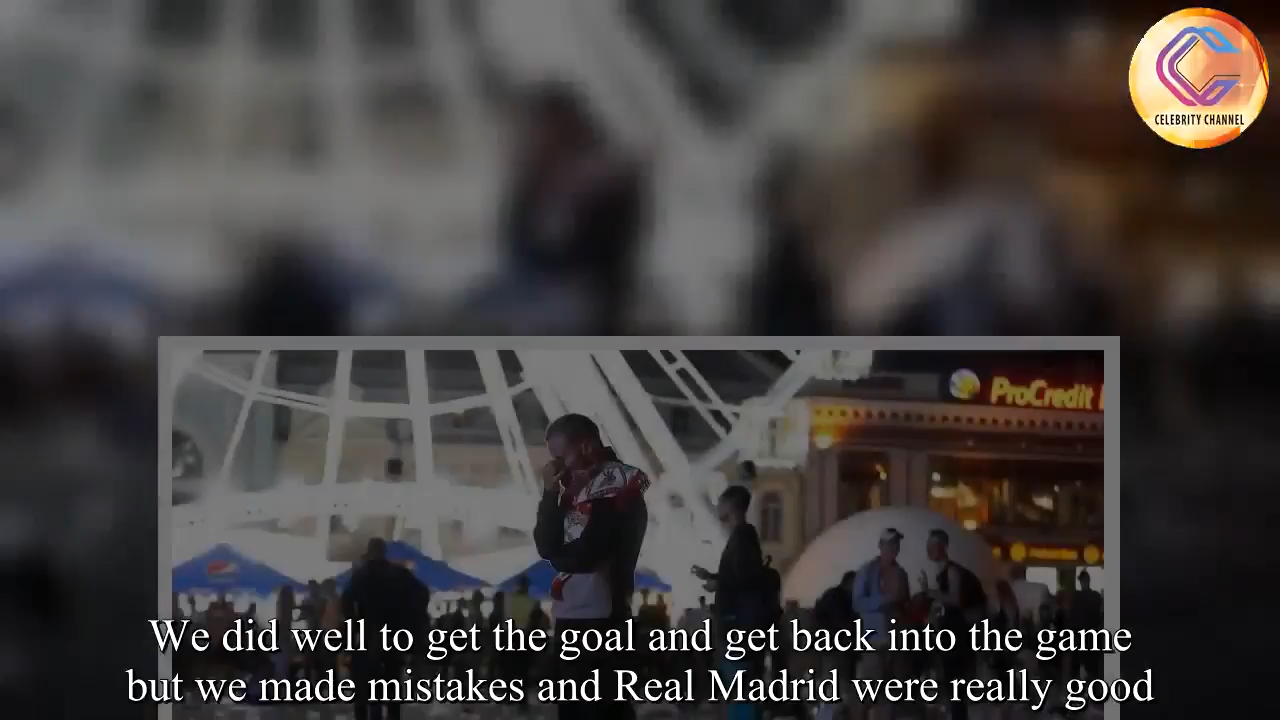 CELEBRITY CHANNEL
ProCredit
We did well to get the goal and get back into the game
but we made mistakes and Real Madrid were really good